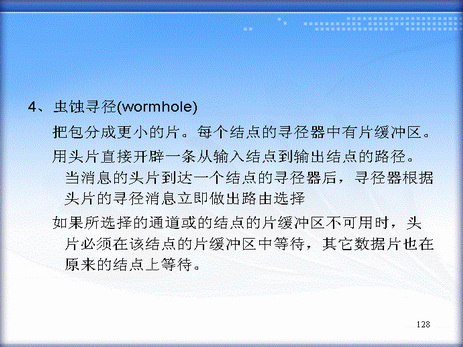 4、虫蚀寻径(wormhole)
把包分成更小的片。每个结点的寻径器中有片缓冲区。
用头片直接开辟一条从输入结点到输出结点的路径。
当消息的头片到达一个结点的寻径器后，寻径器根据
头片的寻径消息立即做出路由选择
如果所选择的通道或的结点的片缓冲区不可用时，头
片必须在该结点的片缓冲区中等待，其它数据片也在
原来的结点上等待。
128